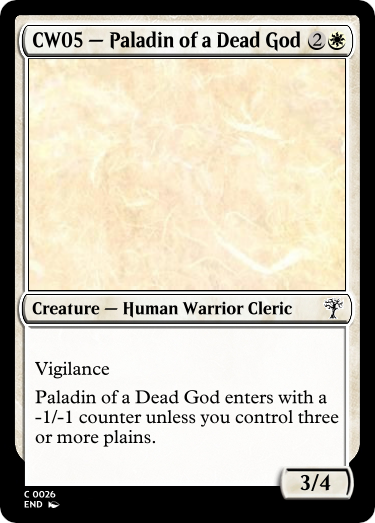 CW05 — Paladin of a Dead God 2
Creature — Human Warrior Cleric
Vigilance
Paladin of a Dead God enters with a
-1/-1 counter unless you control three
or more plains.
3/4
C 0026
END